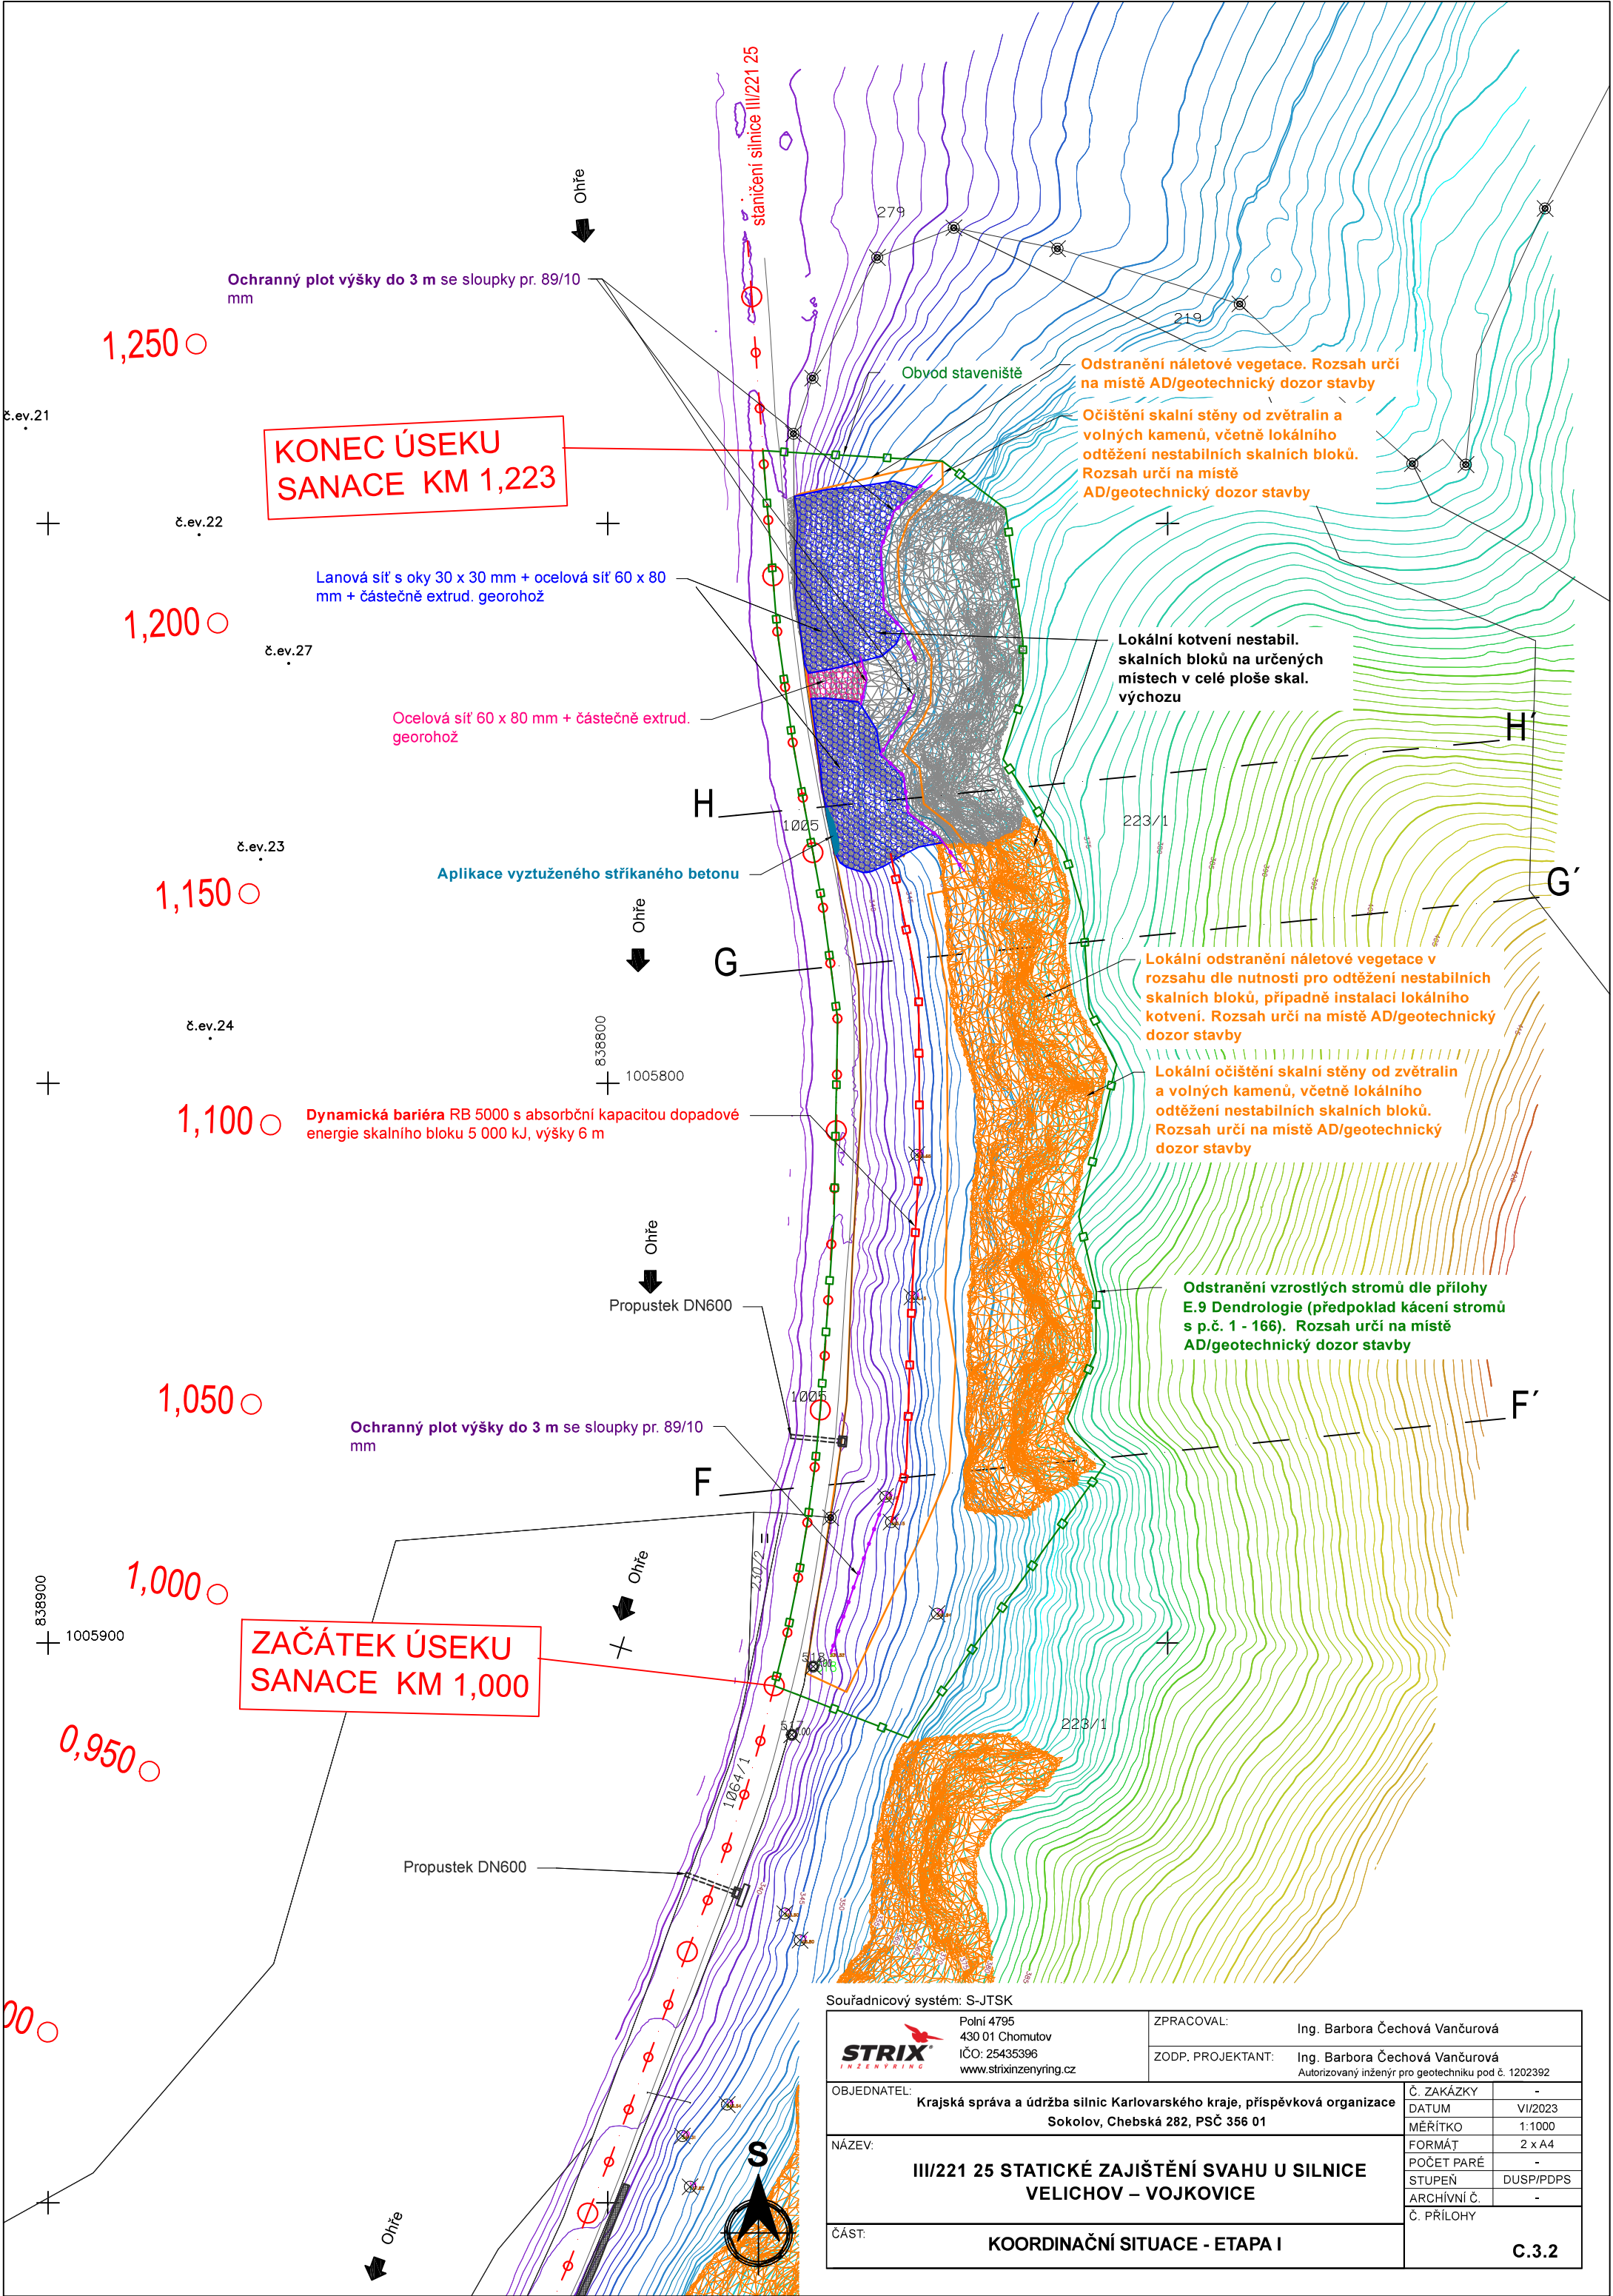 staničení silnice III/221 25
Ohře
279
Ochranný plot výšky do 3 m se sloupky pr. 89/10
mm
219
1,250
Obvod staveniště
Odstranění náletové vegetace. Rozsah určí
na místě AD/geotechnický dozor stavby
č.ev.21
Očištění skalní stěny od zvětralin a
volných kamenů, včetně lokálního
odtěžení nestabilních skalních bloků.
Rozsah určí na místě
AD/geotechnický dozor stavby
KONEC ÚSEKU
SANACE KM 1,223
č.ev.22
Lanová síť s oky 30 x 30 mm + ocelová síť 60 x 80
mm + částečně extrud. georohož
1,200
č.ev.27
Lokální kotvení nestabil.
skalních bloků na určených
místech v celé ploše skal.
výchozu
Ocelová síť 60 x 80 mm + částečně extrud.
georohož
H´
H
1005
223/1
č.ev.23
Aplikace vyztuženého stříkaného betonu
1,150
G´
Ohře
G
Lokální odstranění náletové vegetace v
rozsahu dle nutnosti pro odtěžení nestabilních
skalních bloků, případně instalaci lokálního
kotvení. Rozsah určí na místě AD/geotechnický
dozor stavby
č.ev.24
838800
1005800
Lokální očištění skalní stěny od zvětralin
a volných kamenů, včetně lokálního
odtěžení nestabilních skalních bloků.
Rozsah určí na místě AD/geotechnický
dozor stavby
1,100
Dynamická bariéra RB 5000 s absorbční kapacitou dopadové
energie skalního bloku 5 000 kJ, výšky 6 m
Ohře
Propustek DN600
Odstranění vzrostlých stromů dle přílohy
E.9 Dendrologie (předpoklad kácení stromů
s p.č. 1 - 166). Rozsah určí na místě
AD/geotechnický dozor stavby
1,050
1005
F´
Ochranný plot výšky do 3 m se sloupky pr. 89/10
mm
F
230/2
Ohře
1,000
838900
1005900
ZAČÁTEK ÚSEKU
SANACE KM 1,000
223/1
0,950
1064/1
Propustek DN600
340
345
350
385
Souřadnicový systém: S-JTSK
STRIX
INŽENÝRING
Polní 4795
430 01 Chomutov
IČO: 25435396
www.strixinzenyring.cz
ZPRACOVAL: Ing. Barbora Čechová Vančurová
ZODP. PROJEKTANT: Ing. Barbora Čechová Vančurová
Autorizovaný inženýr pro geotechniku pod č. 1202392
OBJEDNATEL:
Krajská správa a údržba silnic Karlovarského kraje, příspěvková organizace
Sokolov, Chebská 282, PSČ 356 01
Č. ZAKÁZKY -
DATUM VI/2023
MĚŘÍTKO 1:1000
FORMÁT 2 x A4
POČET PARÉ -
STUPEŇ DUSP/PDPS
ARCHIVNÍ Č. -
NÁZEV:
III/221 25 STATICKÉ ZAJIŠTĚNÍ SVAHU U SILNICE
VELICHOV – VOJKOVICE
Č. PŘÍLOHY
C.3.2
ČÁST:
KOORDINAČNÍ SITUACE - ETAPA I
S
Ohře